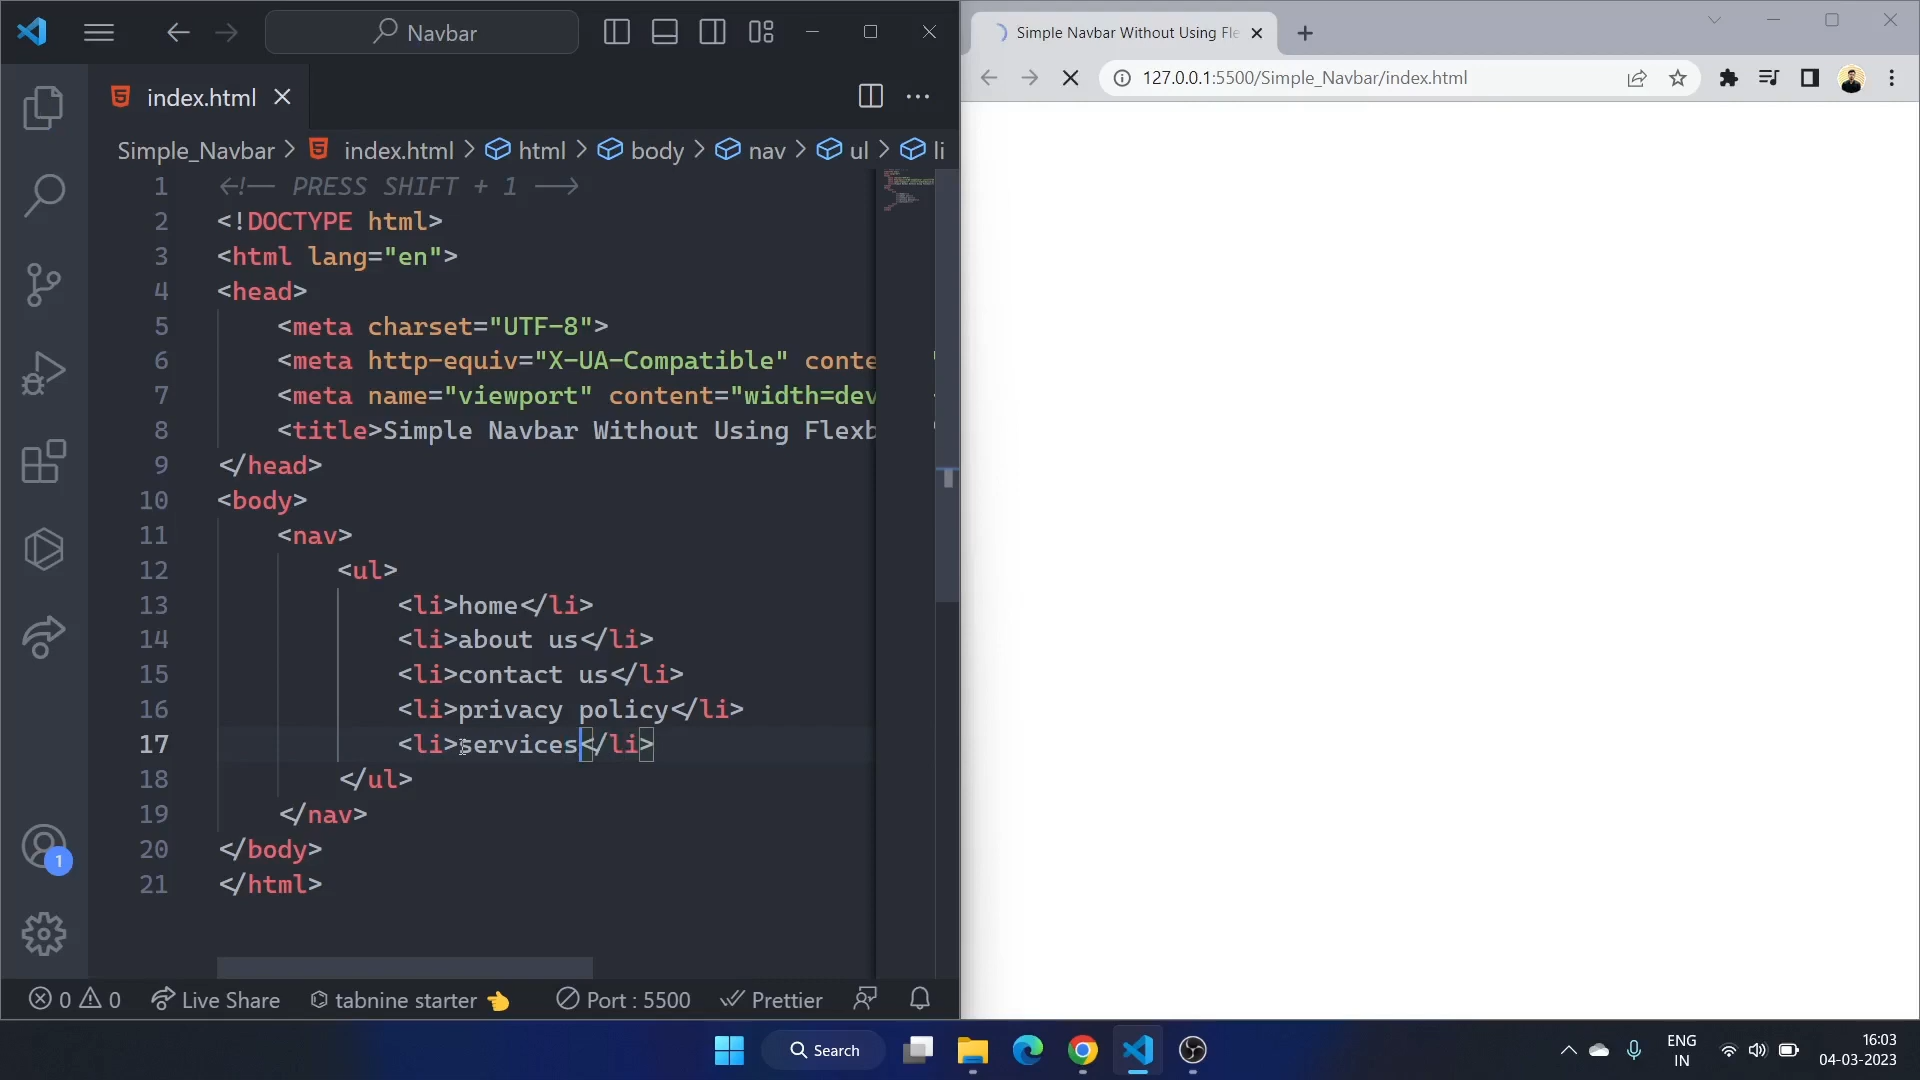 Navbar
index.html
Simple_Navbar > index.html > html > body > nav > ul > li
1 <!-- PRESS SHIFT + 1 -->
2 <!DOCTYPE html>
3 <html lang="en">
4 <head>
5 <meta charset="UTF-8">
6 <meta http-equiv="X-UA-Compatible" conte
7 <meta name="viewport" content="width=dev
8 <title>Simple Navbar Without Using Flexb
9 </head>
10 <body>
11 <nav>
12 <ul>
13 <li>home</li>
14 <li>about us</li>
15 <li>contact us</li>
16 <li>privacy policy</li>
17 <li>services</li>
18 </ul>
19 </nav>
20 </body>
21 </html>
1
0 0 Live Share tabnine starter Port : 5500 Prettier
Simple Navbar Without Using Fle
127.0.0.1:5500/Simple_Navbar/index.html
Search
ENG
IN
16:03
04-03-2023